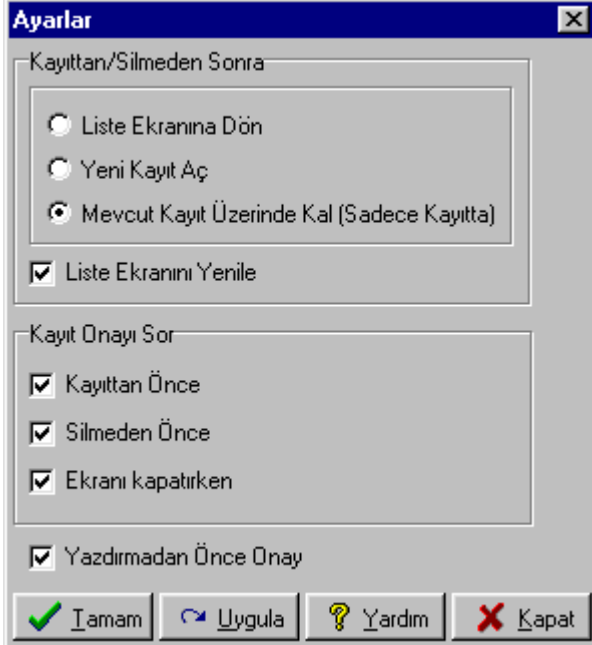 Ayarlar
Kayıttan/Silmeden Sonra
Liste Ekranına Dön
Yeni Kayıt Aç
Mevcut Kayıt Üzerinde Kal (Sadece Kayıtta)
Liste Ekranını Yenile
Kayıt Onayı Sor
Kayıttan Önce
Silmeden Önce
Ekranı kapatırken
Yazdırmadan Önce Onay
Tamam Uygula Yardım Kapat